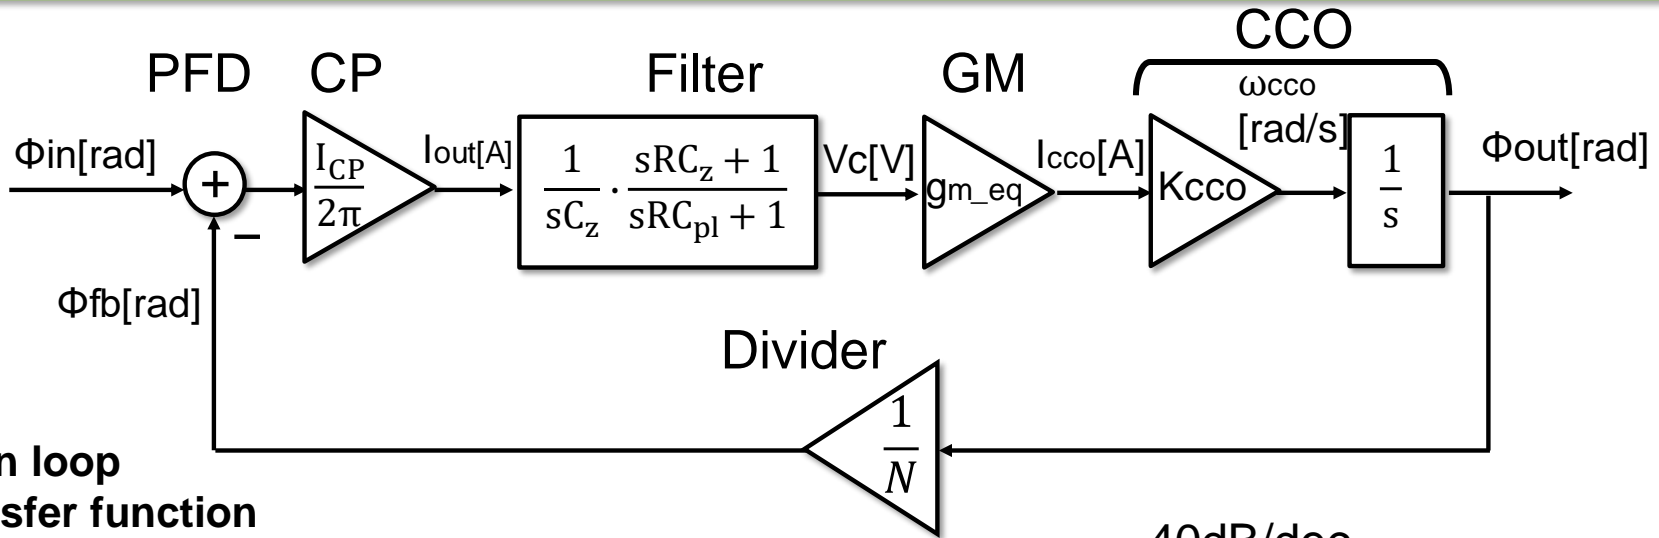 CCO
PFD CP Filter GM
ωcco
[rad/s]
Φin[rad] + I_CP/2π Iout[A] 1/sC_z · (sRC_z + 1)/(sRC_pl + 1) Vc[V] gm_eq Icco[A] Kcco 1/s Φout[rad]
−
Φfb[rad]
Divider
1/N
n loop
sfer function